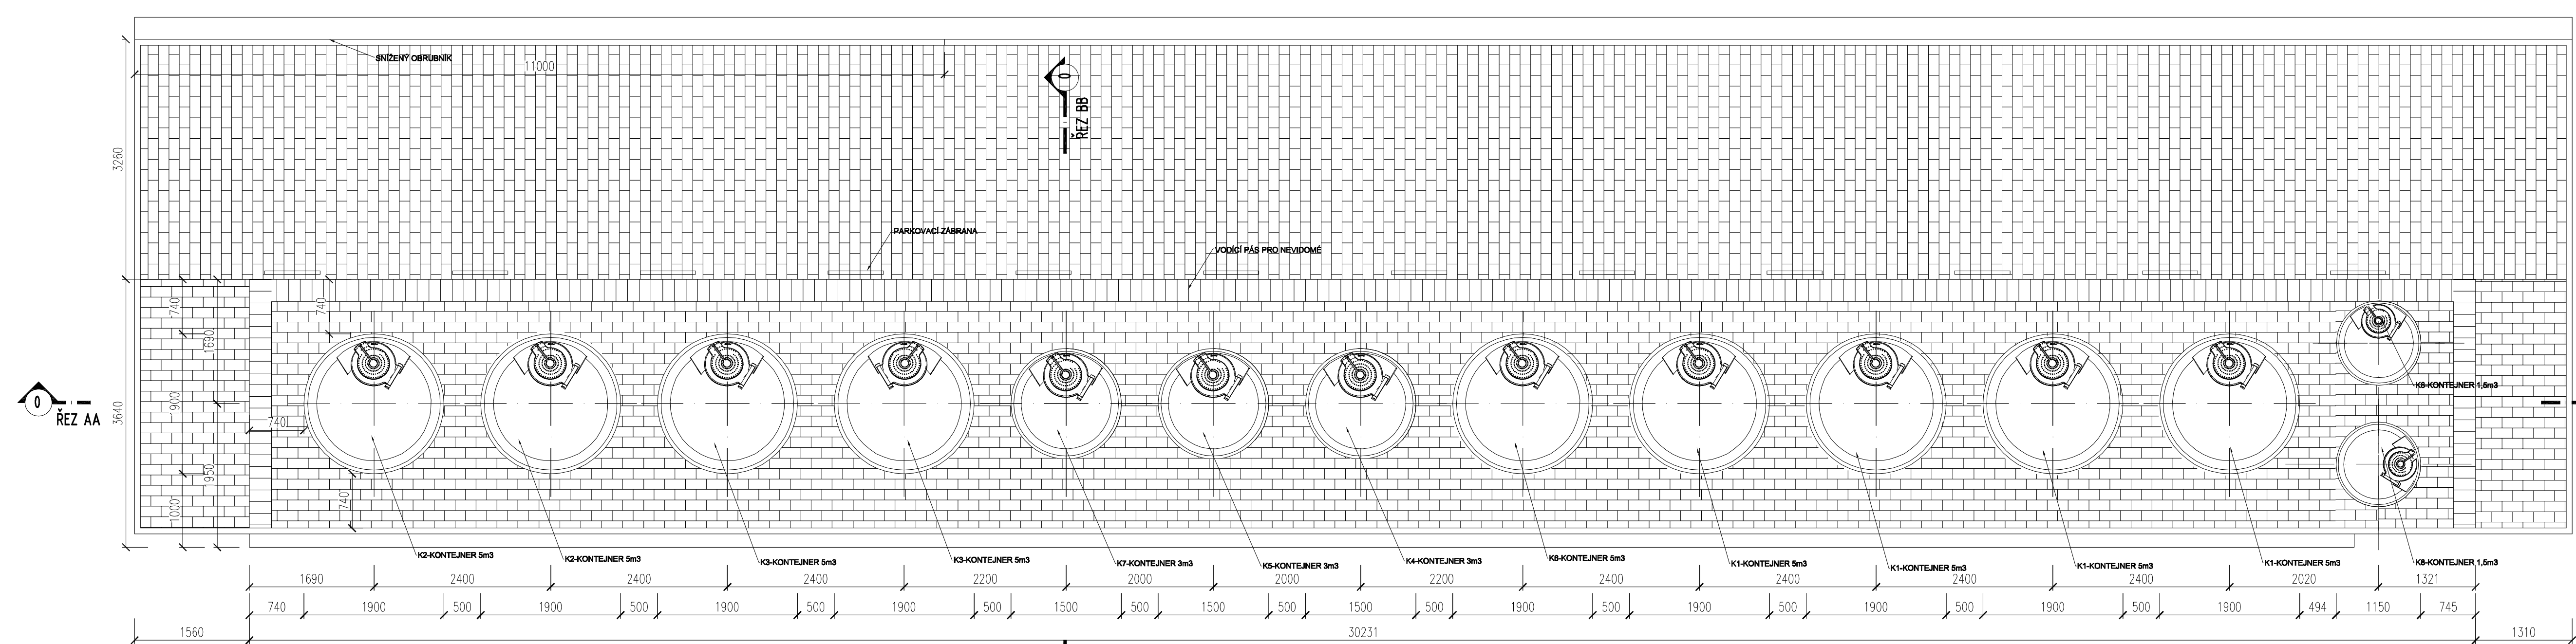 SNÍŽENÝ OBRUBNÍK
11000
0
ŘEZ BB
3260
PARKOVACÍ ZÁBRANA
VODÍCÍ PÁS PRO NEVIDOMÉ
740
740
1690
1900
3640
0
ŘEZ AA
740
950
1000
740
K8-KONTEJNER 1,5m3
K2-KONTEJNER 5m3
K2-KONTEJNER 5m3
K3-KONTEJNER 5m3
K3-KONTEJNER 5m3
K7-KONTEJNER 3m3
K5-KONTEJNER 3m3
K4-KONTEJNER 3m3
K6-KONTEJNER 5m3
K1-KONTEJNER 5m3
K1-KONTEJNER 5m3
K1-KONTEJNER 5m3
K1-KONTEJNER 5m3
K8-KONTEJNER 1,5m3
1690 2400 2400 2400 2200 2000 2000 2200 2400 2400 2400 2400 2020 1321
740 1900 500 1900 500 1900 500 1900 500 1500 500 1500 500 1500 500 1900 500 1900 500 1900 500 1900 500 1900 494 1150 745
1560 30231 1310